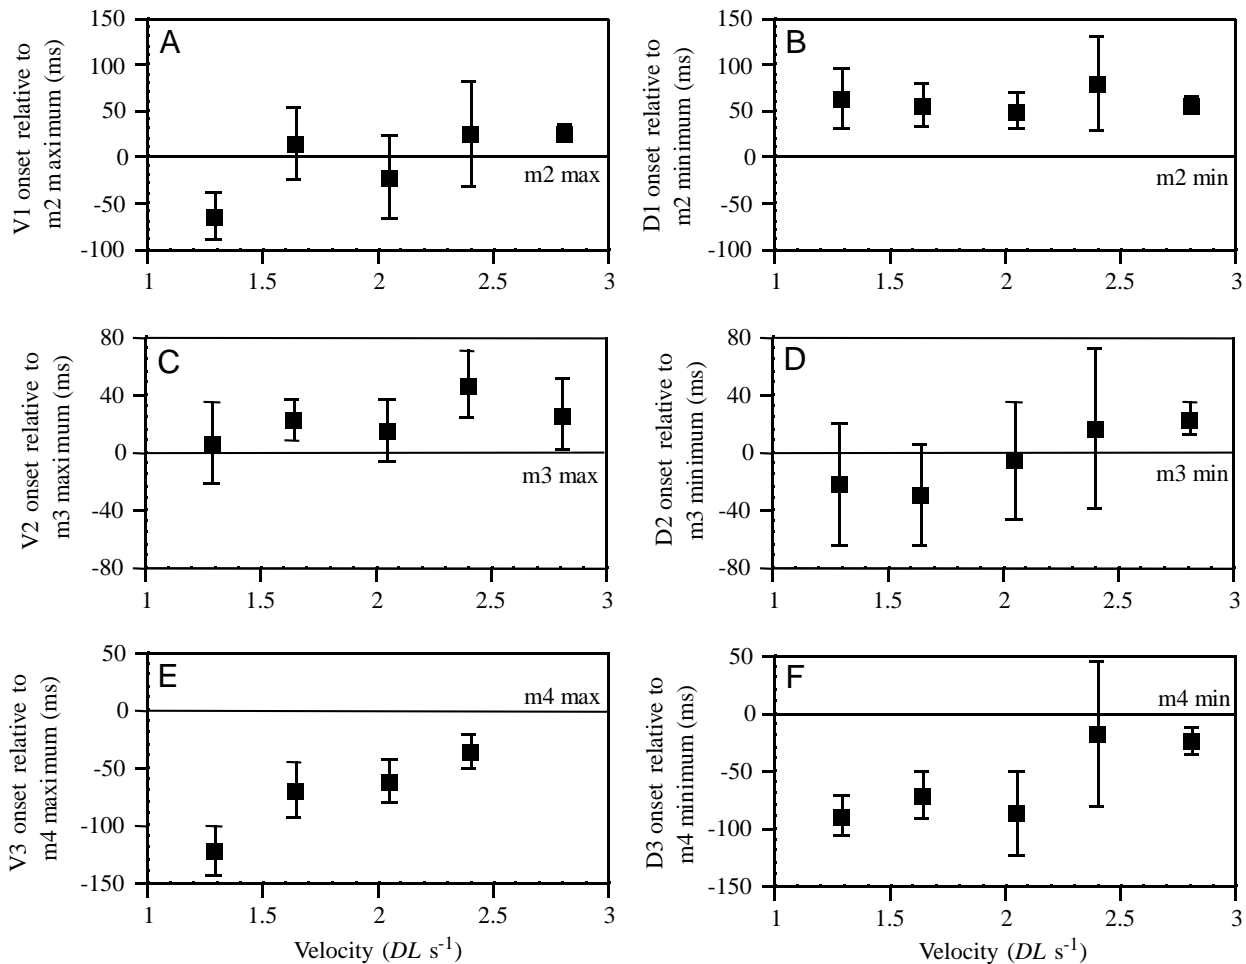 A
V1 onset relative to
m2 maximum (ms)
150
100
50
0
-50
-100
m2 max
1
1.5
2
2.5
3
B
D1 onset relative to
m2 minimum (ms)
150
100
50
0
-50
-100
m2 min
1
1.5
2
2.5
3
C
V2 onset relative to
m3 maximum (ms)
80
40
0
-40
-80
m3 max
1
1.5
2
2.5
3
D
D2 onset relative to
m3 minimum (ms)
80
40
0
-40
-80
m3 min
1
1.5
2
2.5
3
E
V3 onset relative to
m4 maximum (ms)
50
0
-50
-100
-150
m4 max
1
1.5
2
2.5
3
Velocity (DL s-1)
F
D3 onset relative to
m4 minimum (ms)
50
0
-50
-100
-150
m4 min
1
1.5
2
2.5
3
Velocity (DL s-1)